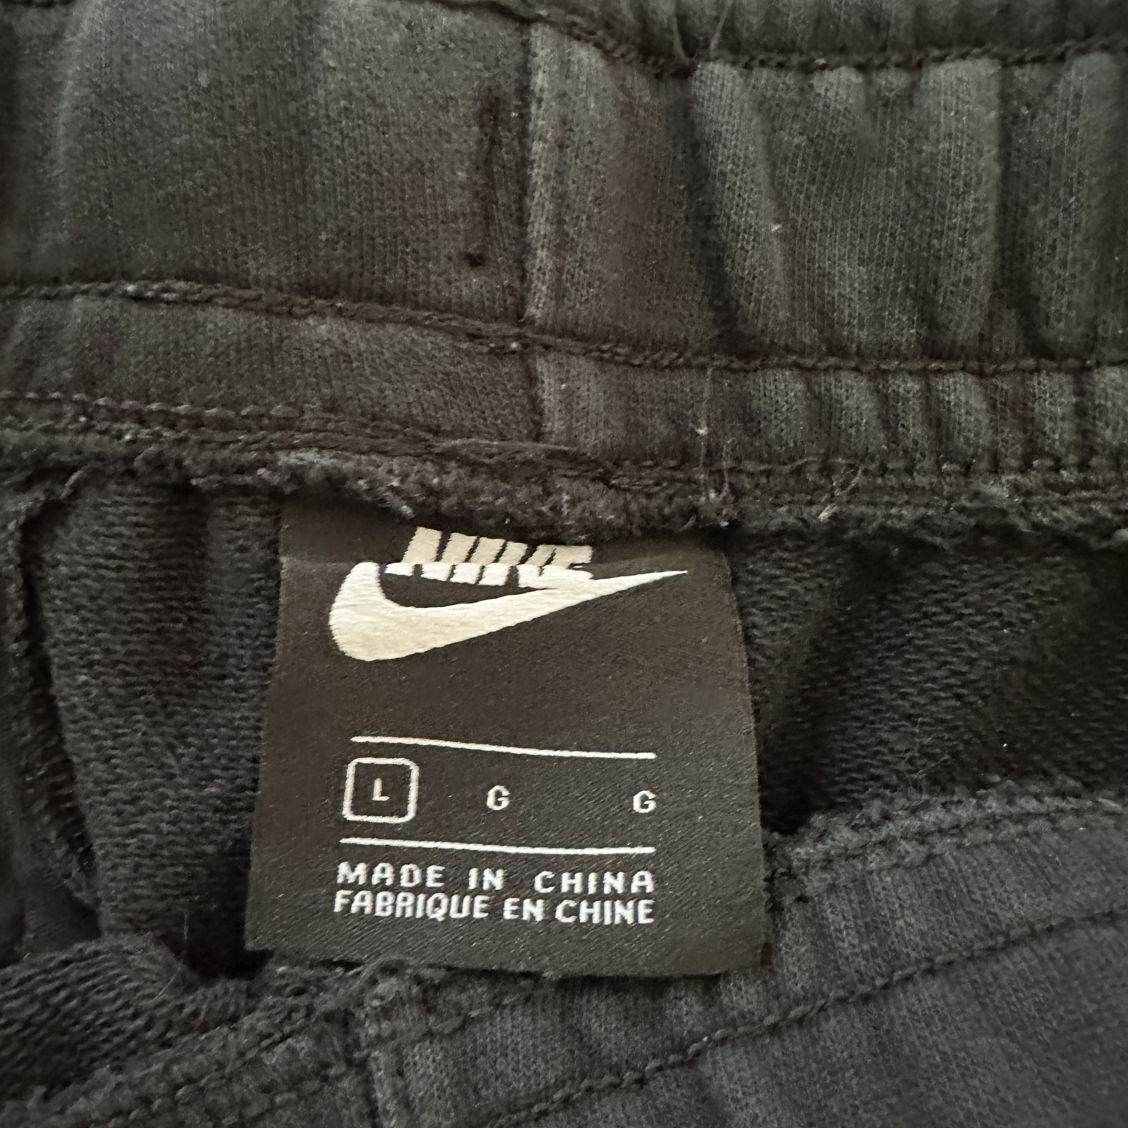 NIKE
L G G
MADE IN CHINA
FABRIQUE EN CHINE